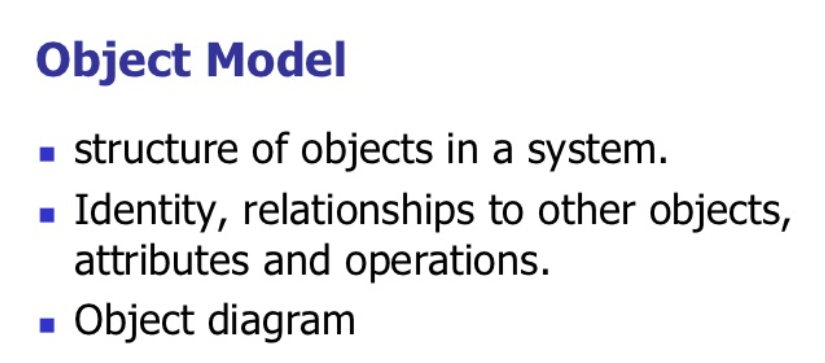 Object Model
structure of objects in a system.
Identity, relationships to other objects,
attributes and operations.
Object diagram